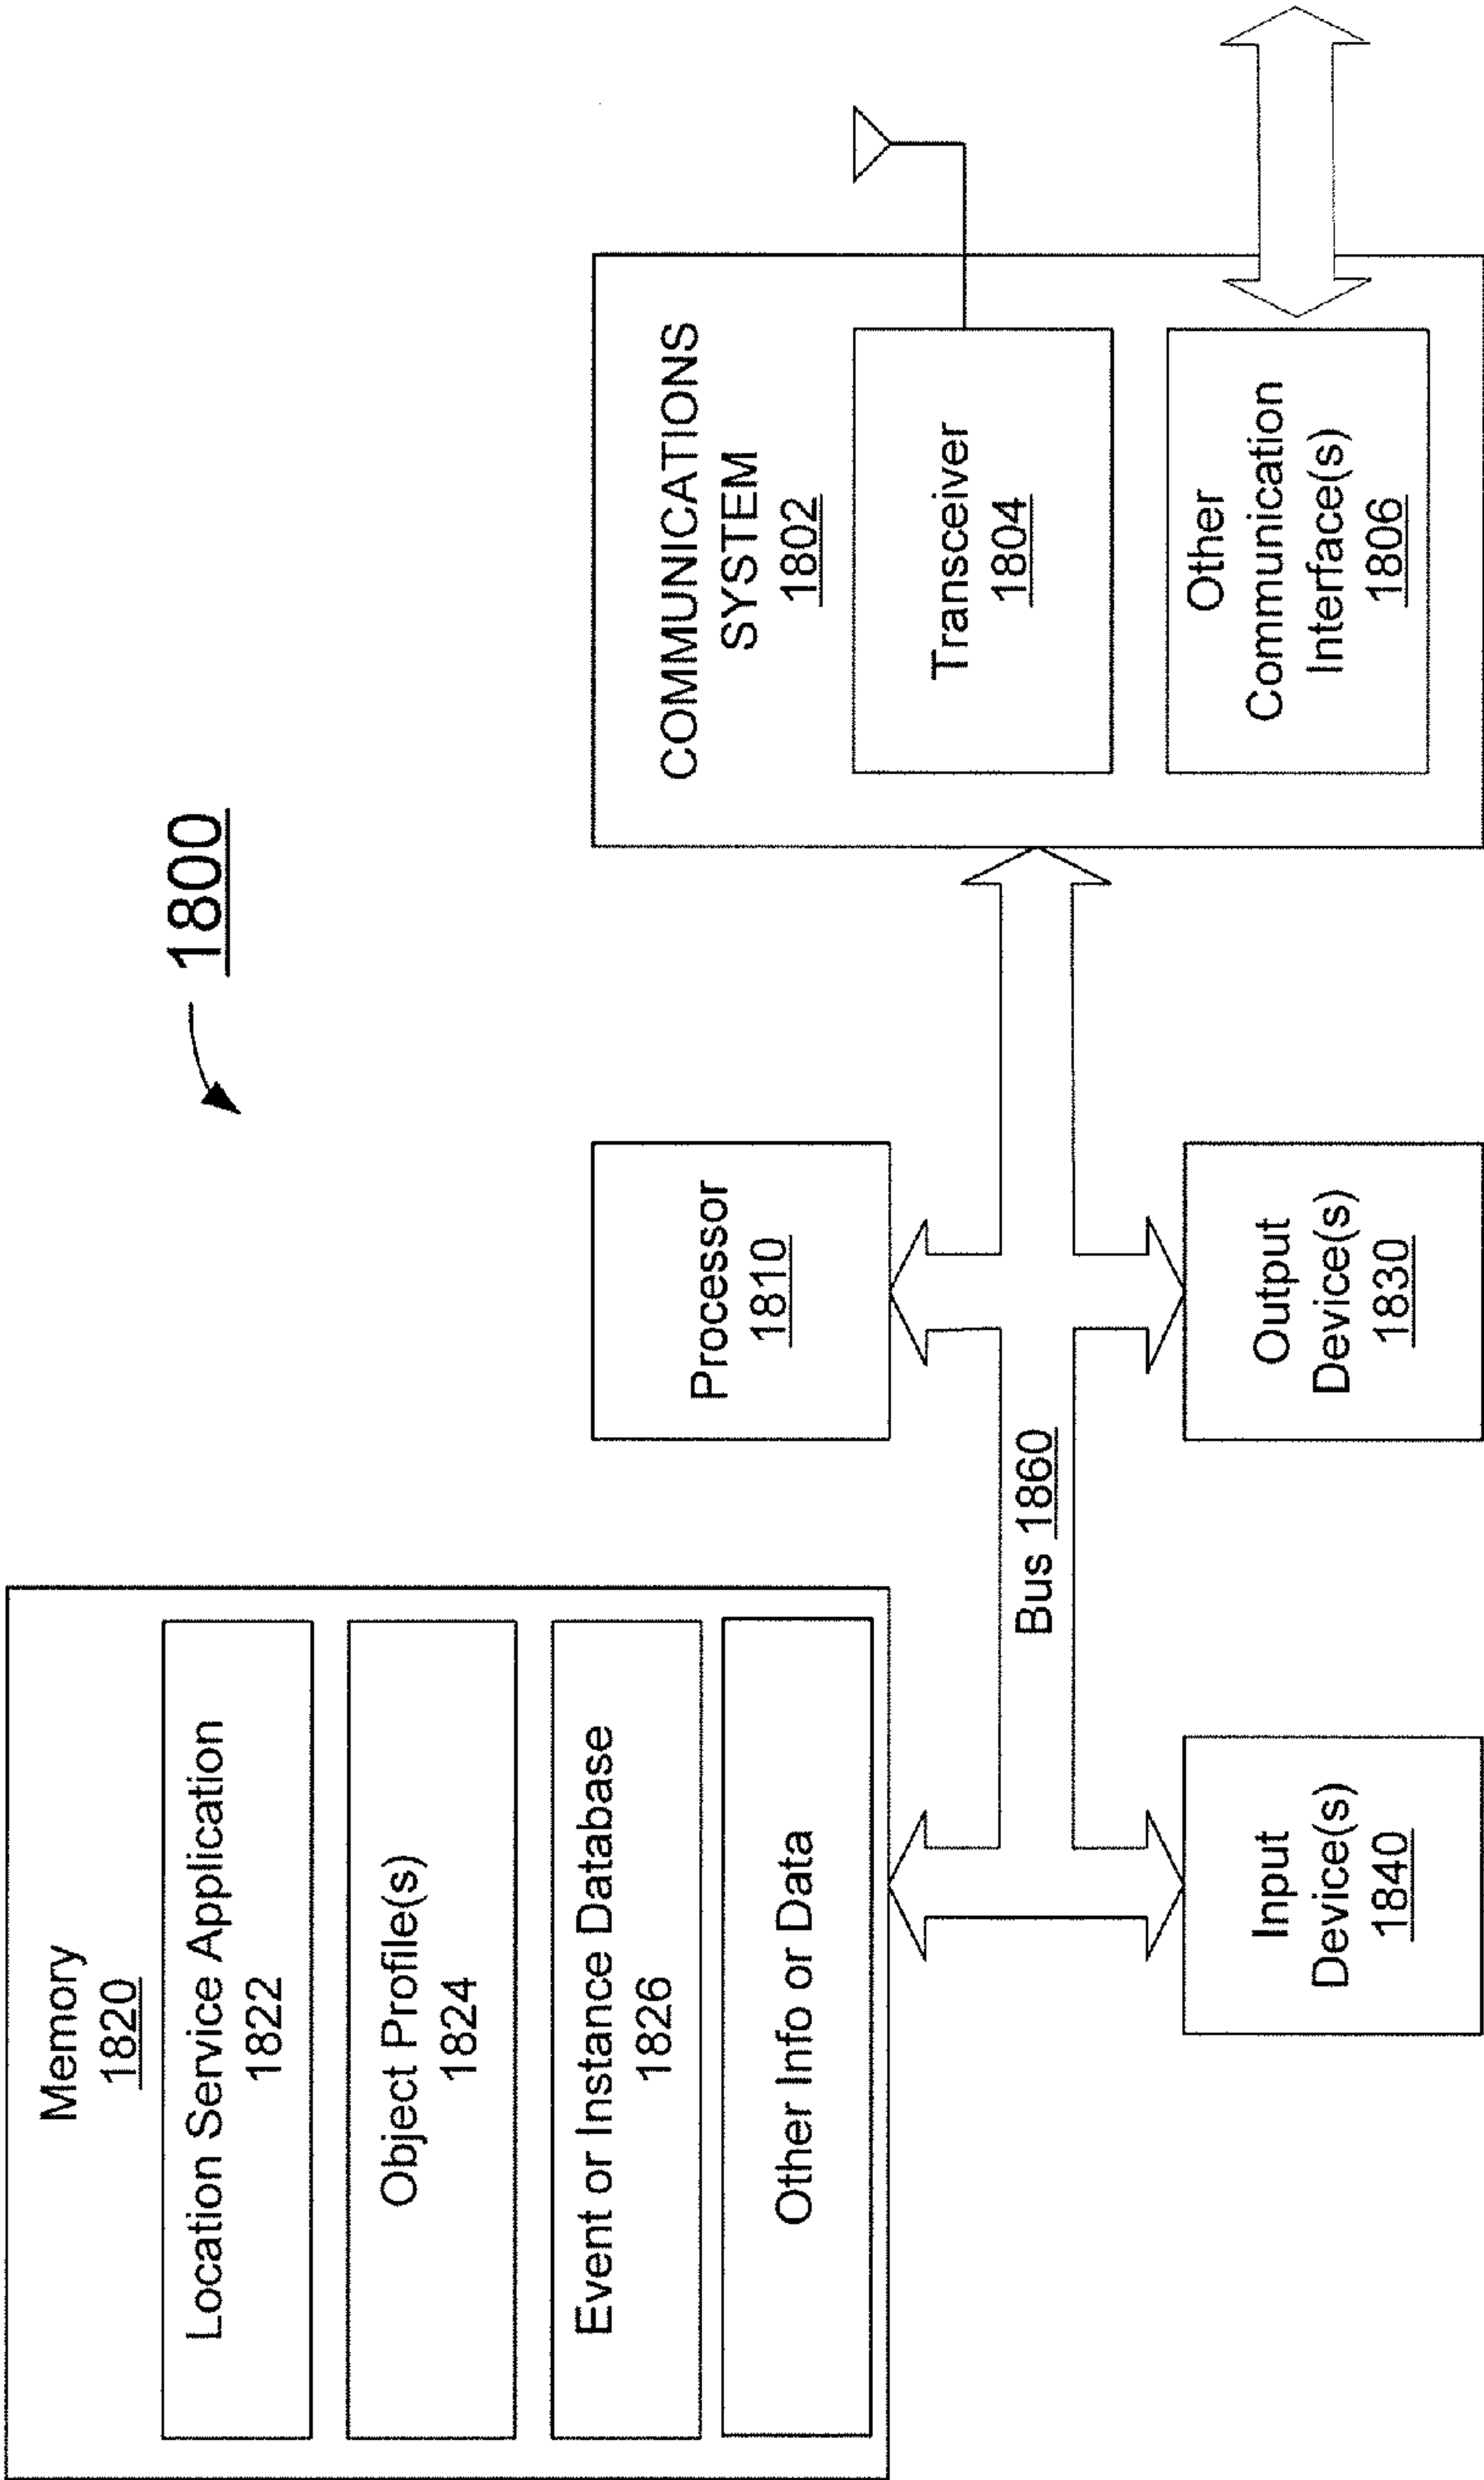 1800
Memory
1820
Location Service Application
1822
Object Profile(s)
1824
Event or Instance Database
1826
Other Info or Data
Processor
1810
COMMUNICATIONS
SYSTEM
1802
Transceiver
1804
Other
Communication
Interface(s)
1806
Bus 1860
Input
Device(s)
1840
Output
Device(s)
1830